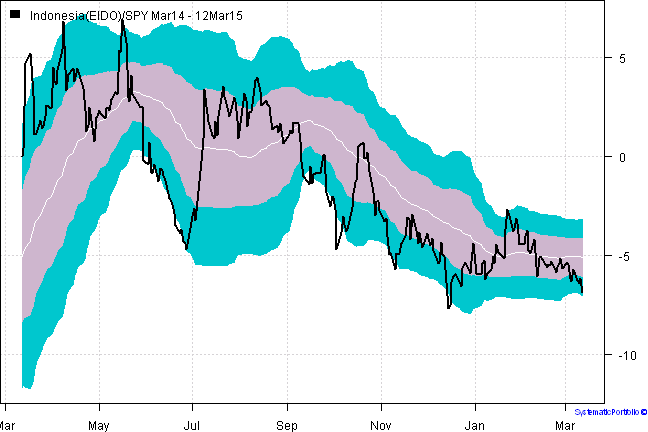 Indonesia(EIDO)/SPY Mar14 - 12Mar15
5
0
-5
-10
Mar May Jul Sep Nov Jan Mar
SystematicPortfolio ©